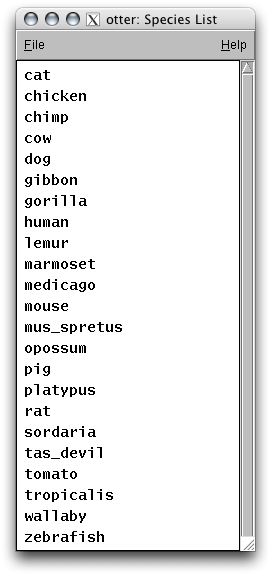 otter: Species List
File Help
cat
chicken
chimp
cow
dog
gibbon
gorilla
human
lemur
marmoset
medicago
mouse
mus_spretus
opossum
pig
platypus
rat
sordaria
tas_devil
tomato
tropicalis
wallaby
zebrafish